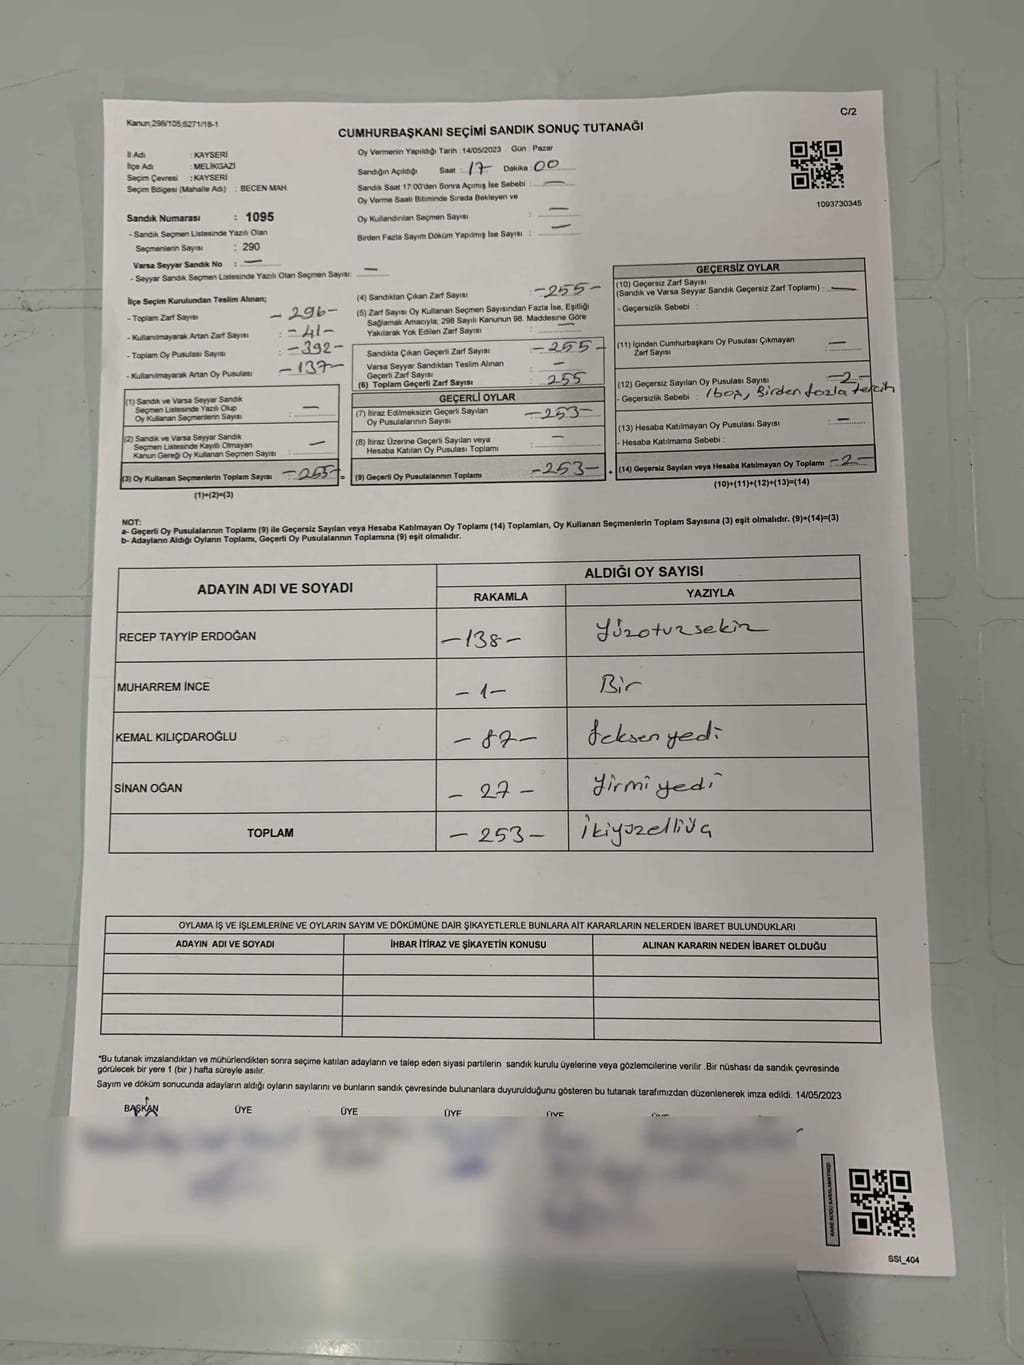 Kanun;298/105;6271/18-1
C/2
CUMHURBAŞKANI SEÇİMİ SANDIK SONUÇ TUTANAĞI
İl Adı : KAYSERİ
İlçe Adı : MELİKGAZİ
Seçim Çevresi : KAYSERİ
Seçim Bölgesi (Mahalle Adı) : BECEN MAH.
Sandık Numarası : 1095
- Sandık Seçmen Listesinde Yazılı Olan
Seçmenlerin Sayısı : 290
Varsa Seyyar Sandık No : —
- Seyyar Sandık Seçmen Listesinde Yazılı Olan Seçmen Sayısı: —
Oy Vermenin Yapıldığı Tarih : 14/05/2023 Gün : Pazar
Sandığın Açıldığı Saat : 17 Dakika : 00
Sandık Saat 17:00'den Sonra Açımış İse Sebebi : —
Oy Verme Saati Bitiminde Sırada Bekleyen ve
Oy Kullandırılan Seçmen Sayısı : —
Birden Fazla Sayım Döküm Yapılmış İse Sayısı : —
1093730345
İlçe Seçim Kurulundan Teslim Alınan;
- Toplam Zarf Sayısı : -296-
- Kullanılmayarak Artan Zarf Sayısı : -41-
- Toplam Oy Pusulası Sayısı : -392-
- Kullanılmayarak Artan Oy Pusulası : -137-
(1) Sandık ve Varsa Seyyar Sandık
Seçmen Listesinde Yazılı Olup
Oy Kullanan Seçmenlerin Sayısı : —
(2) Sandık ve Varsa Seyyar Sandık
Seçmen Listesinde Kayıtlı Olmayan
Kanun Gereği Oy Kullanan Seçmen Sayısı : —
(3) Oy Kullanan Seçmenlerin Toplam Sayısı -255- =
(1)+(2)=(3)
(4) Sandıktan Çıkan Zarf Sayısı : -255-
(5) Zarf Sayısı Oy Kullanan Seçmen Sayısından Fazla İse, Eşitliği
Sağlamak Amacıyla; 298 Sayılı Kanunun 98. Maddesine Göre
Yakılarak Yok Edilen Zarf Sayısı : —
Sandıkta Çıkan Geçerli Zarf Sayısı : -255-
Varsa Seyyar Sandıktan Teslim Alınan
Geçerli Zarf Sayısı : —
(6) Toplam Geçerli Zarf Sayısı : 255
GEÇERLİ OYLAR
(7) İtiraz Edilmeksizin Geçerli Sayılan
Oy Pusulalarının Sayısı : -253-
(8) İtiraz Üzerine Geçerli Sayılan veya
Hesaba Katılan Oy Pusulası Toplamı : —
(9) Geçerli Oy Pusulalarının Toplamı -253- +
GEÇERSİZ OYLAR
(10) Geçersiz Zarf Sayısı
(Sandık ve Varsa Seyyar Sandık Geçersiz Zarf Toplamı) : —
- Geçersizlik Sebebi :
(11) İçinden Cumhurbaşkanı Oy Pusulası Çıkmayan
Zarf Sayısı : —
(12) Geçersiz Sayılan Oy Pusulası Sayısı : -2-
- Geçersizlik Sebebi : 1 boş, Birden fazla tercih
(13) Hesaba Katılmayan Oy Pusulası Sayısı : —
- Hesaba Katılmama Sebebi :
(14) Geçersiz Sayılan veya Hesaba Katılmayan Oy Toplamı -2-
(10)+(11)+(12)+(13)=(14)
NOT:
a- Geçerli Oy Pusulalarının Toplamı (9) ile Geçersiz Sayılan veya Hesaba Katılmayan Oy Toplamı (14) Toplamları, Oy Kullanan Seçmenlerin Toplam Sayısına (3) eşit olmalıdır. (9)+(14)=(3)
b- Adayların Aldığı Oyların Toplamı, Geçerli Oy Pusulalarının Toplamına (9) eşit olmalıdır.
ADAYIN ADI VE SOYADI
ALDIĞI OY SAYISI
RAKAMLA YAZIYLA
RECEP TAYYİP ERDOĞAN -138- Yüzotuzsekiz
MUHARREM İNCE -1- Bir
KEMAL KILIÇDAROĞLU -87- Seksen yedi
SİNAN OĞAN -27- Yirmi yedi
TOPLAM -253- İkiyüzelliüç
OYLAMA İŞ VE İŞLEMLERİNE VE OYLARIN SAYIM VE DÖKÜMÜNE DAİR ŞİKAYETLERLE BUNLARA AİT KARARLARIN NELERDEN İBARET BULUNDUKLARI
ADAYIN ADI VE SOYADI İHBAR İTİRAZ VE ŞİKAYETİN KONUSU ALINAN KARARIN NEDEN İBARET OLDUĞU
*Bu tutanak imzalandıktan ve mühürlendikten sonra seçime katılan adayların ve talep eden siyasi partilerin sandık kurulu üyelerine veya gözlemcilerine verilir .Bir nüshası da sandık çevresinde
görülecek bir yere 1 (bir ) hafta süreyle asılır.
Sayım ve döküm sonucunda adayların aldığı oyların sayılarını ve bunların sandık çevresinde bulunanlara duyurulduğunu gösteren bu tutanak tarafımızdan düzenlenerek imza edildi. 14/05/2023
BAŞKAN ÜYE ÜYE ÜYE ÜYE
KARE KODU KARALAMAYINIZ!
SSI_404